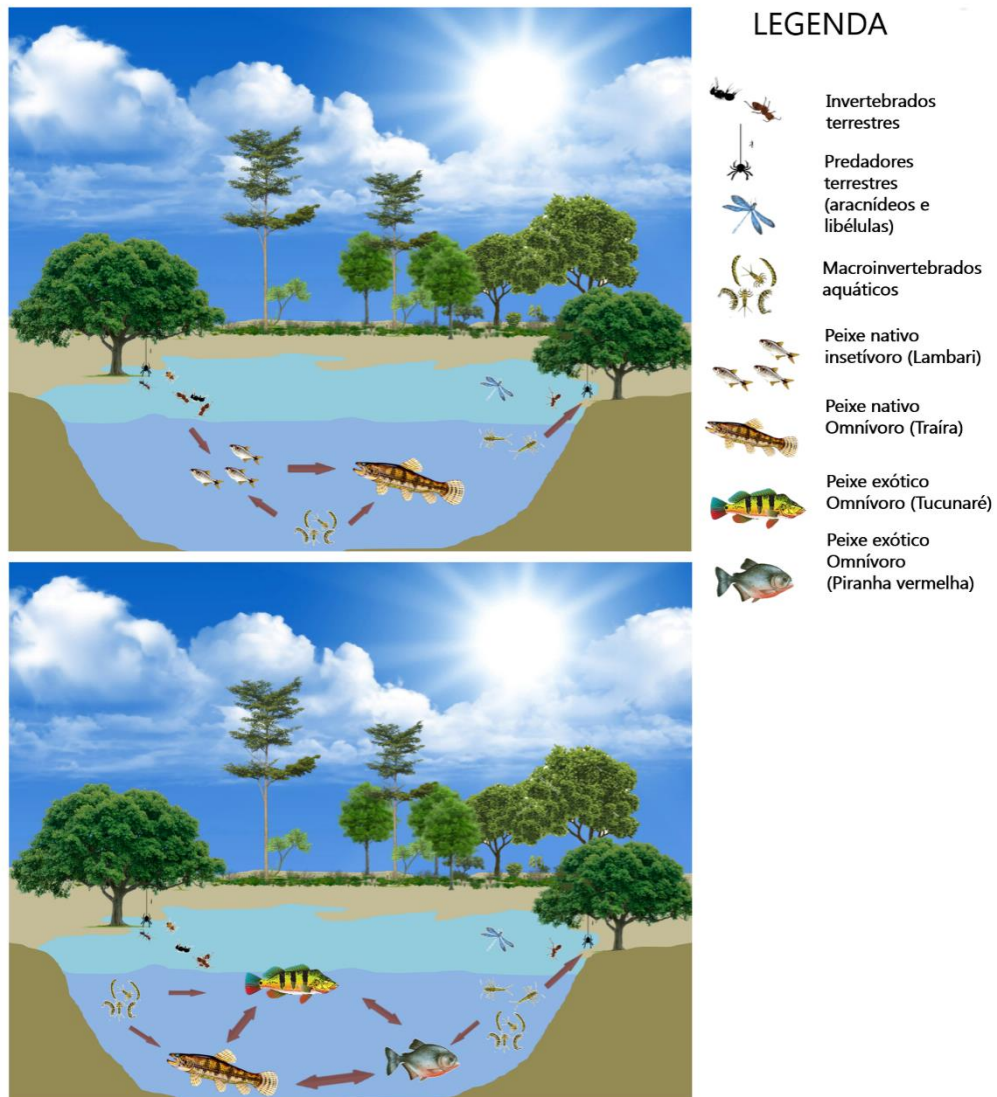 LEGENDA
Invertebrados
terrestres
Predadores
terrestres
(aracnídeos e
libélulas)
Macroinvertebrados
aquáticos
Peixe nativo
insetívoro (Lambari)
Peixe nativo
Omnívoro (Traíra)
Peixe exótico
Omnívoro (Tucunaré)
Peixe exótico
Omnívoro
(Piranha vermelha)